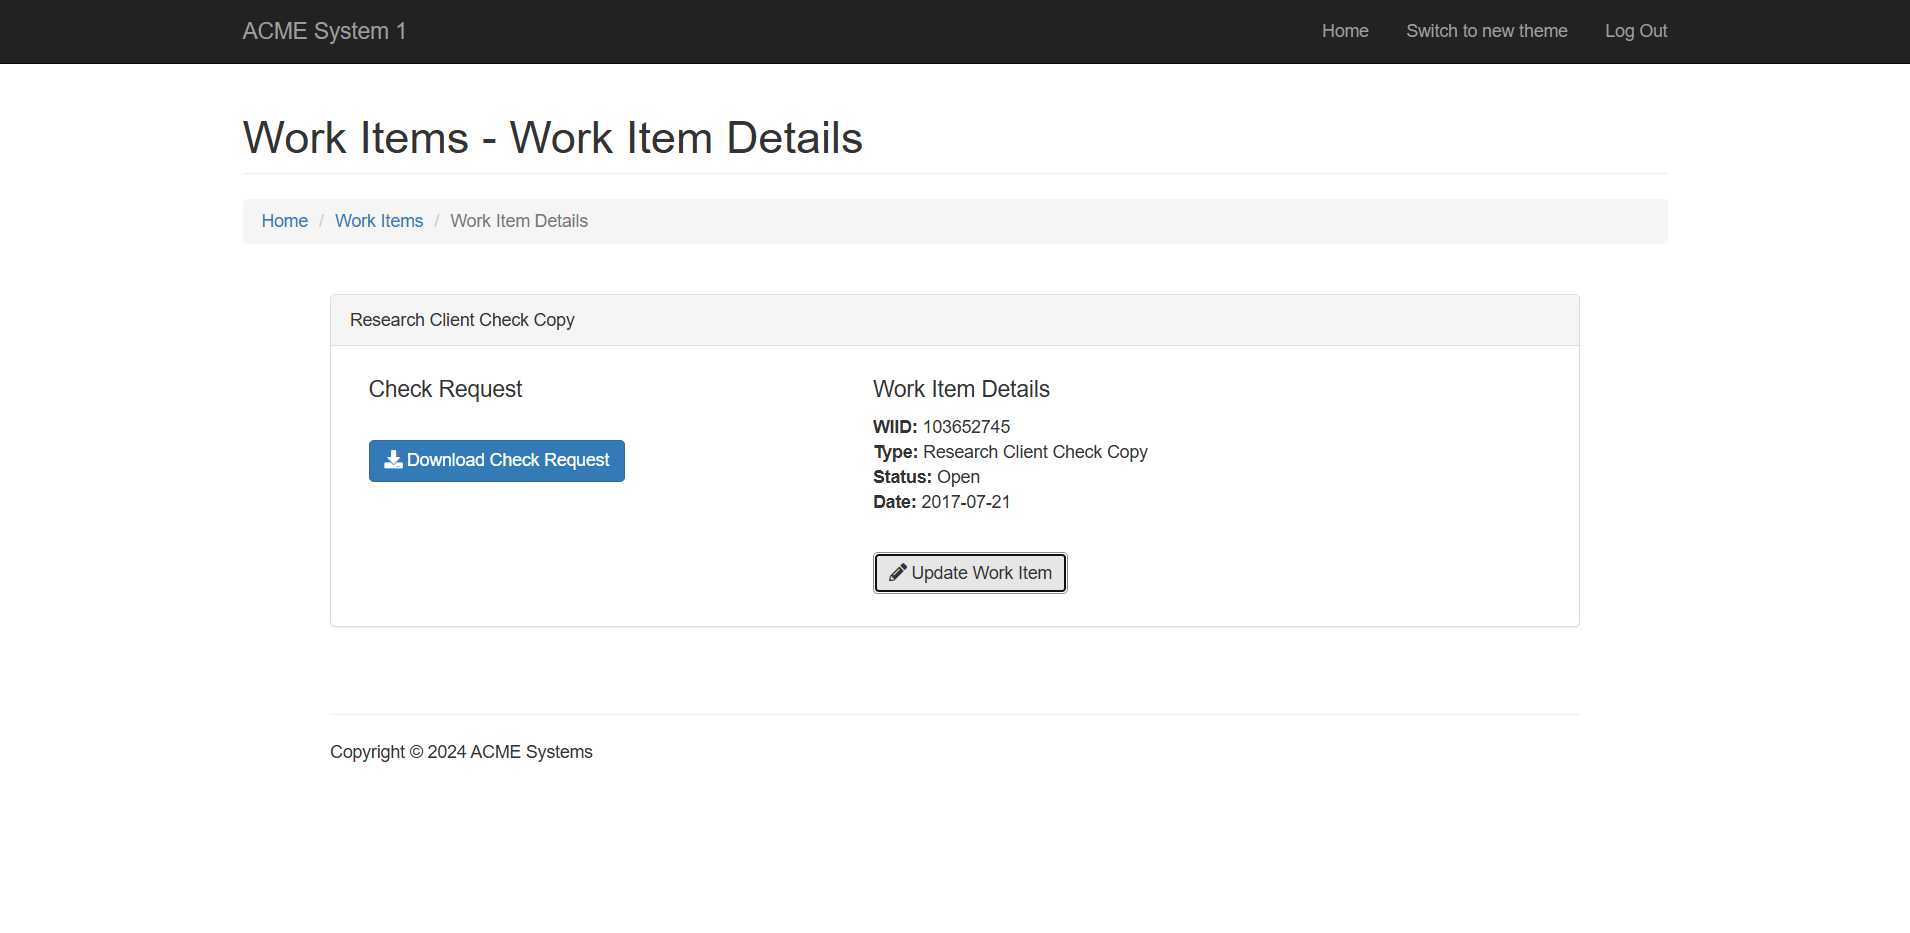 ACME System 1 Home Switch to new theme Log Out
Work Items - Work Item Details
Home / Work Items / Work Item Details
Research Client Check Copy
Check Request
Download Check Request
Work Item Details
WIID: 103652745
Type: Research Client Check Copy
Status: Open
Date: 2017-07-21
Update Work Item
Copyright © 2024 ACME Systems